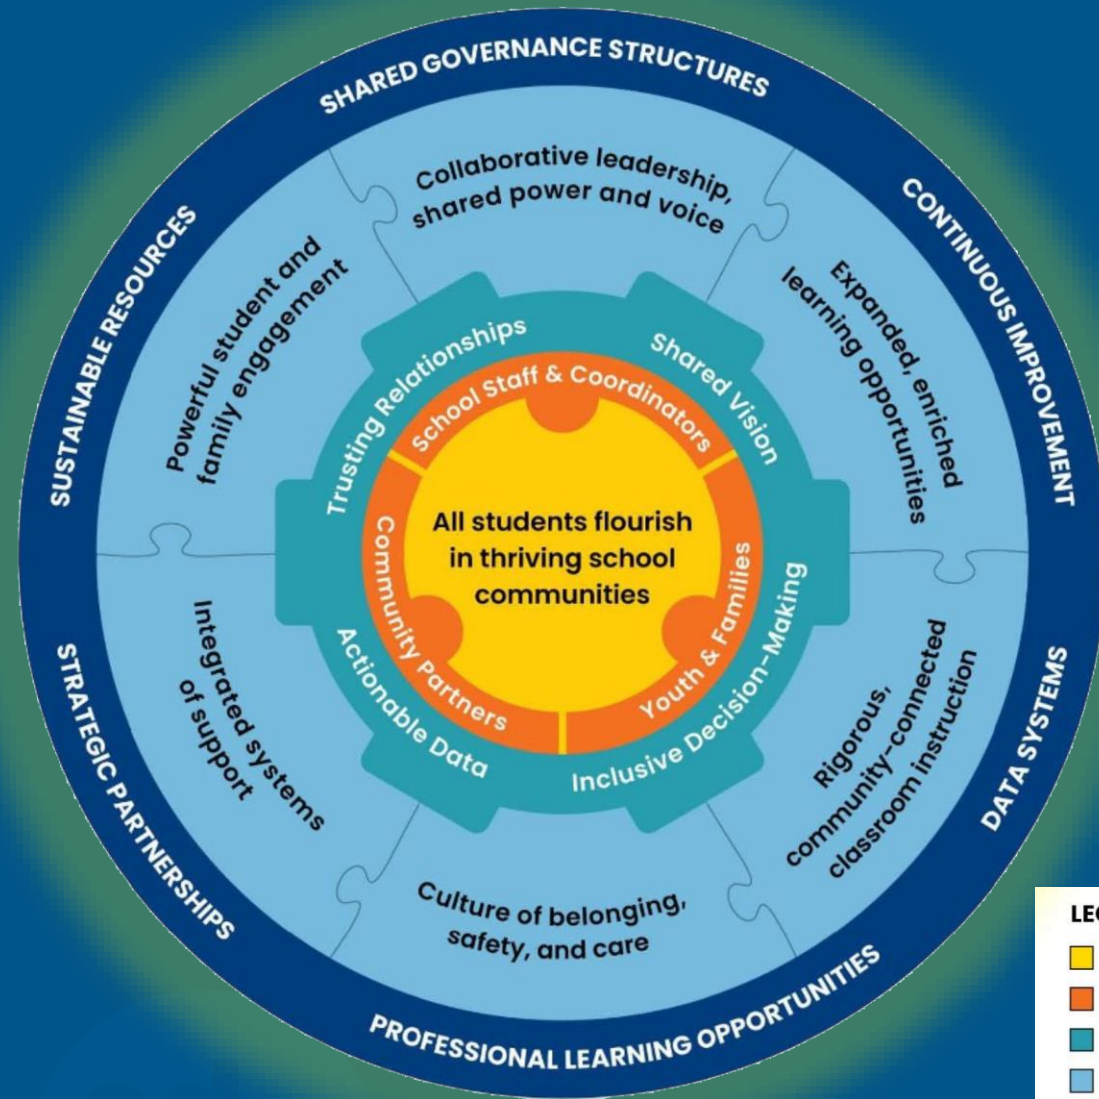 SHARED GOVERNANCE STRUCTURES
CONTINUOUS IMPROVEMENT
DATA SYSTEMS
PROFESSIONAL LEARNING OPPORTUNITIES
STRATEGIC PARTNERSHIPS
SUSTAINABLE RESOURCES
Collaborative leadership,
shared power and voice
Expanded, enriched
learning opportunities
Rigorous,
community-connected
classroom instruction
Culture of belonging,
safety, and care
Integrated systems
of support
Powerful student and
family engagement
Trusting Relationships
Shared Vision
Inclusive Decision-Making
Actionable Data
School Staff & Coordinators
Youth & Families
Community Partners
All students flourish
in thriving school
communities